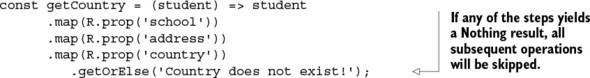 const getCountry = (student) => student
      .map(R.prop('school'))
      .map(R.prop('address'))
      .map(R.prop('country'))
         .getOrElse('Country does not exist!');
If any of the steps yields
a Nothing result, all
subsequent operations
will be skipped.